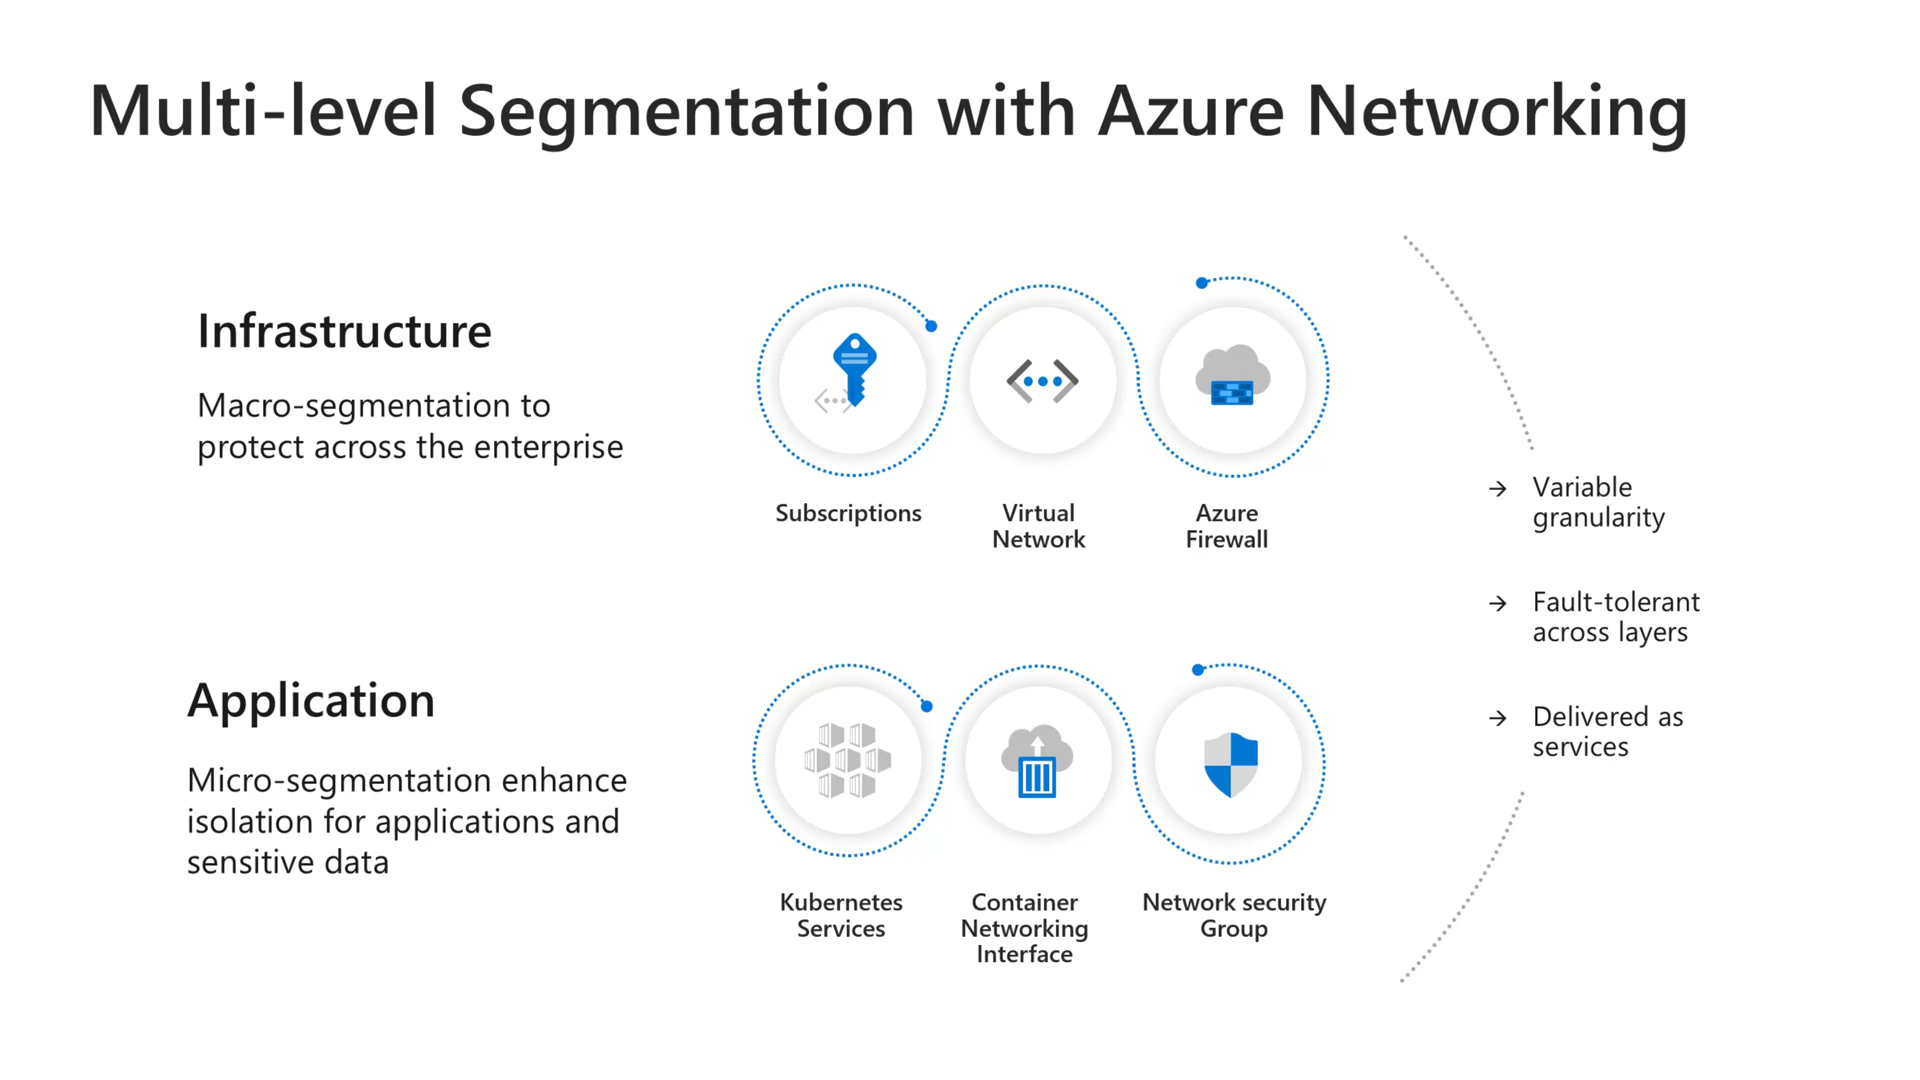 Multi-level Segmentation with Azure Networking
Infrastructure
Macro-segmentation to
protect across the enterprise
Subscriptions
Virtual
Network
Azure
Firewall
Application
Micro-segmentation enhance
isolation for applications and
sensitive data
Kubernetes
Services
Container
Networking
Interface
Network security
Group
→ Variable
granularity
→ Fault-tolerant
across layers
→ Delivered as
services